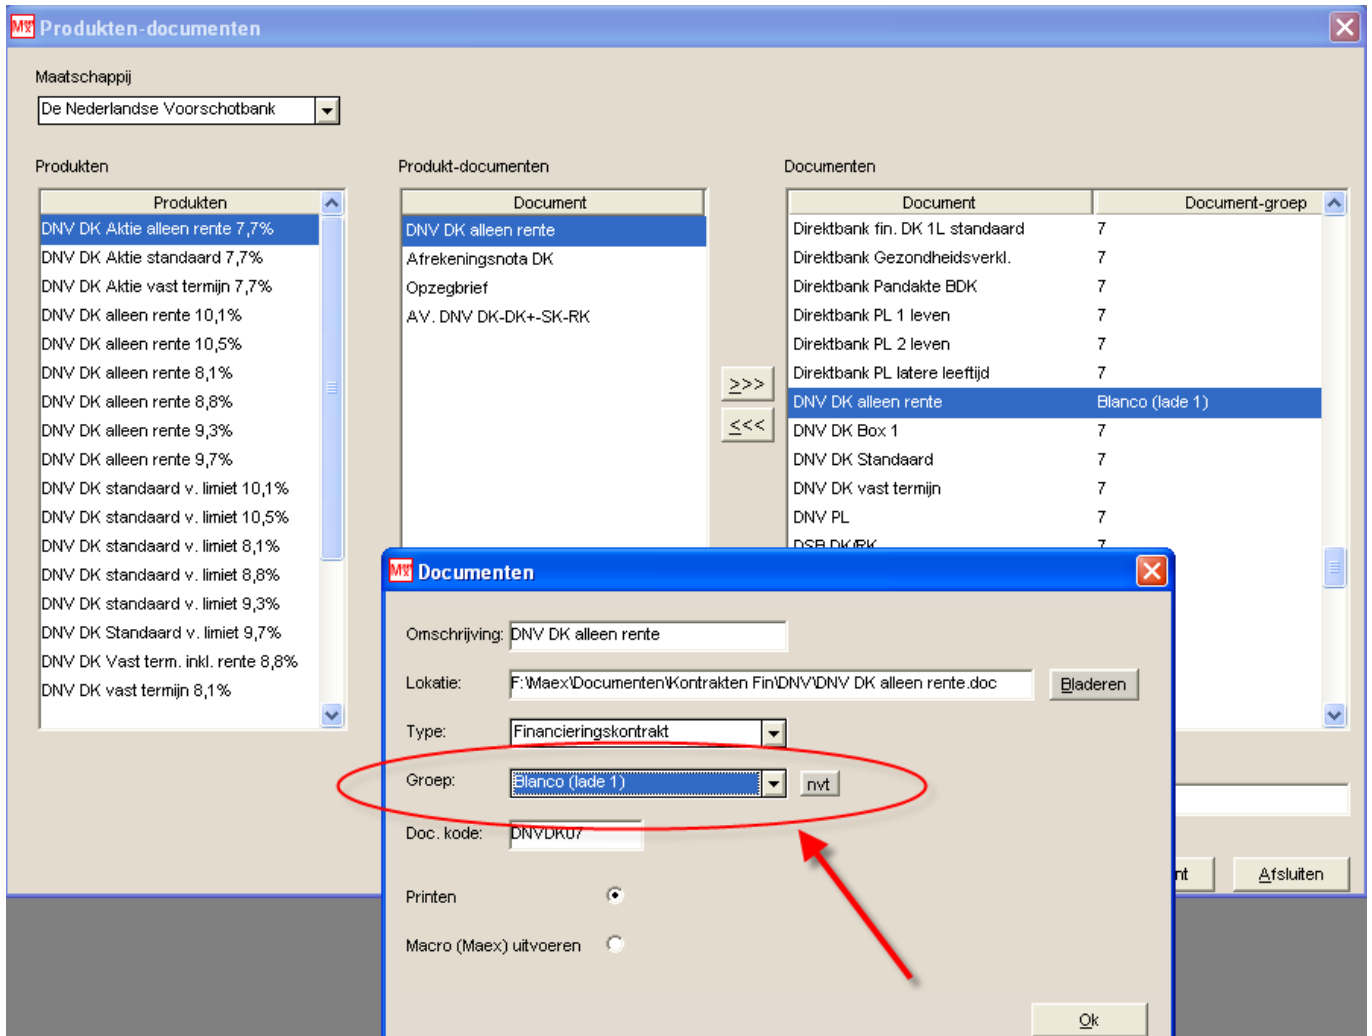 Produkten-documenten
Maatschappij
De Nederlandse Voorschotbank
Produkten
Produkten
DNV DK Aktie alleen rente 7,7%
DNV DK Aktie standaard 7,7%
DNV DK Aktie vast termijn 7,7%
DNV DK alleen rente 10,1%
DNV DK alleen rente 10,5%
DNV DK alleen rente 8,1%
DNV DK alleen rente 8,8%
DNV DK alleen rente 9,3%
DNV DK alleen rente 9,7%
DNV DK standaard v. limiet 10,1%
DNV DK standaard v. limiet 10,5%
DNV DK standaard v. limiet 8,1%
DNV DK standaard v. limiet 8,8%
DNV DK standaard v. limiet 9,3%
DNV DK Standaard v. limiet 9,7%
DNV DK Vast term. inkl. rente 8,8%
DNV DK vast termijn 8,1%
Produkt-documenten
Document
DNV DK alleen rente
Afrekeningsnota DK
Opzegbrief
AV. DNV DK-DK+-SK-RK
>>>
<<<
Documenten
Document Document-groep
Direktbank fin. DK 1L standaard 7
Direktbank Gezondheidsverkl. 7
Direktbank Pandakte BDK 7
Direktbank PL 1 leven 7
Direktbank PL 2 leven 7
Direktbank PL latere leeftijd 7
DNV DK alleen rente Blanco (lade 1)
DNV DK Box 1 7
DNV DK Standaard 7
DNV DK vast termijn 7
DNV PL 7
DSB DK/RK 7
nt
Afsluiten
Documenten
Omschrijving: DNV DK alleen rente
Lokatie: F:\Maex\Documenten\Kontrakten Fin\DNV\DNV DK alleen rente.doc Bladeren
Type: Financieringskontrakt
Groep: Blanco (lade 1) nvt
Doc. kode: DNVDK07
Printen
Macro (Maex) uitvoeren
Ok